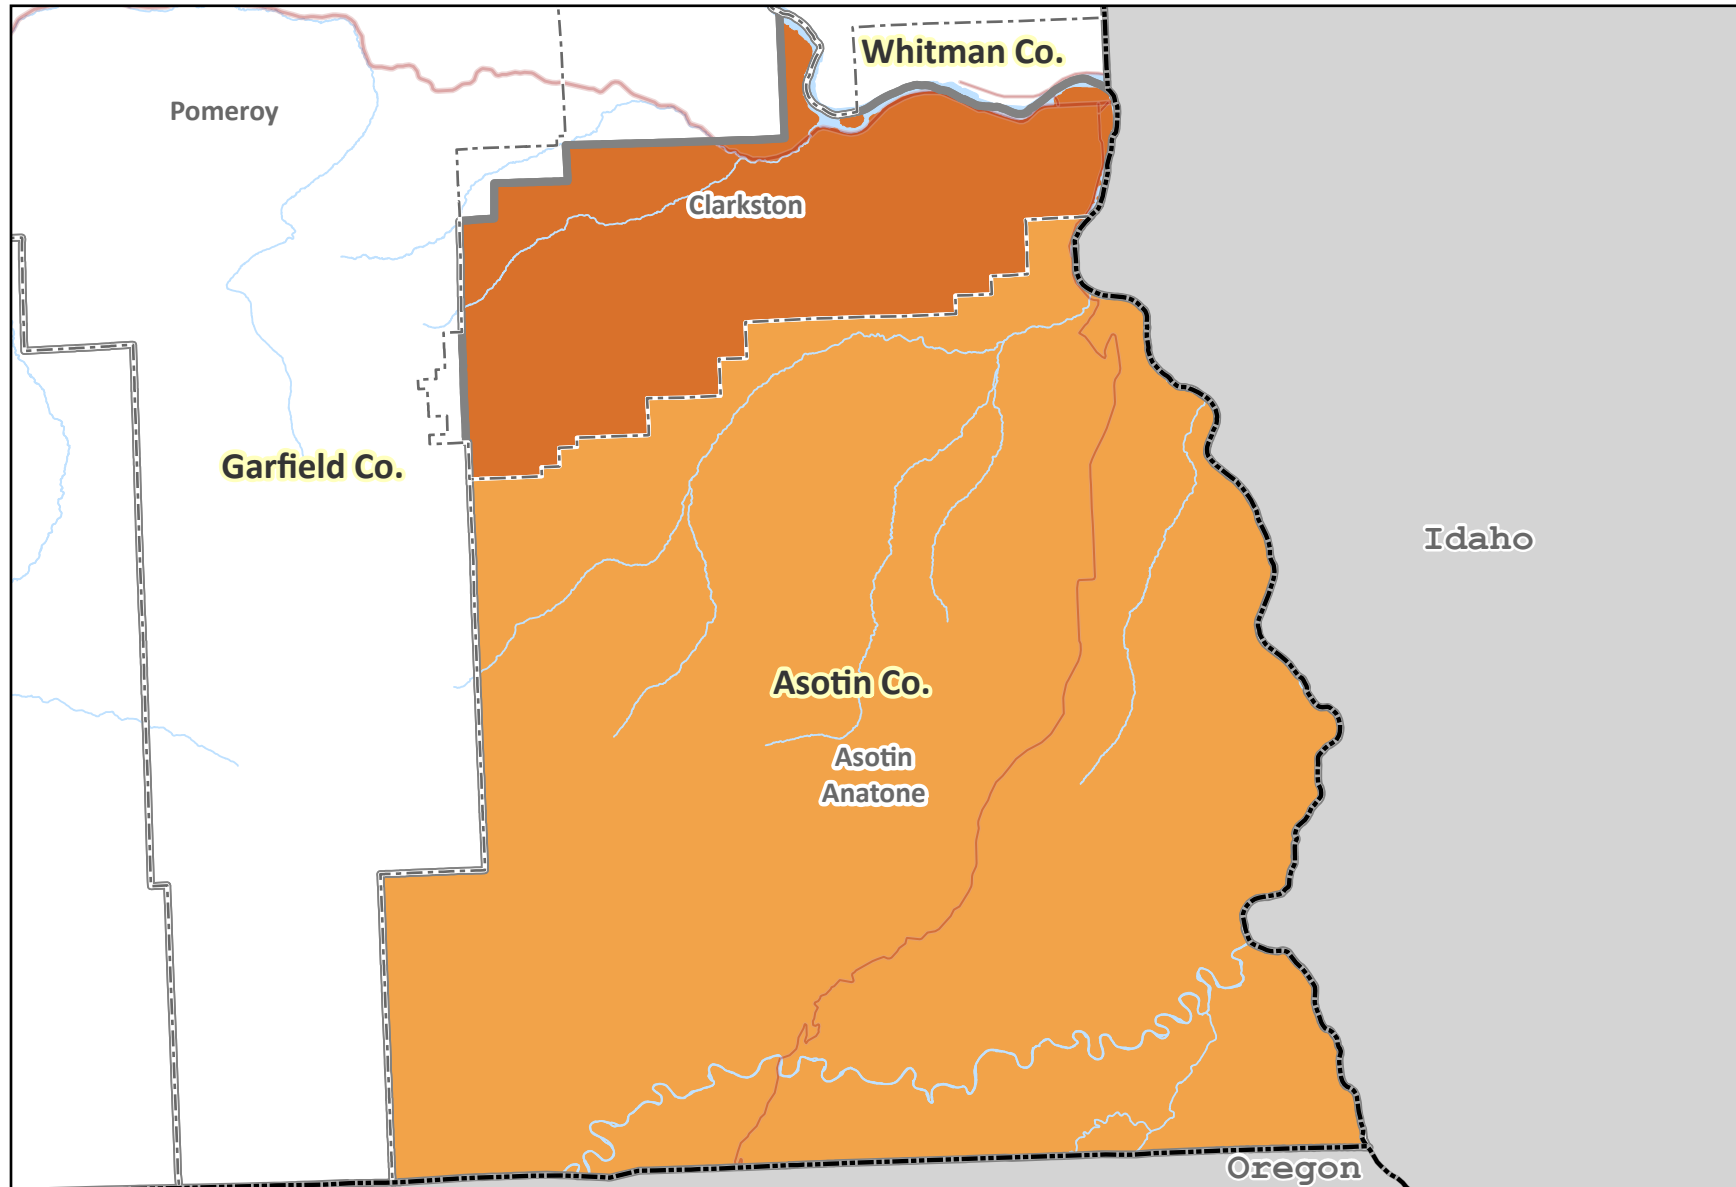 Whitman Co.
Pomeroy
Clarkston
Garfield Co.
Idaho
Asotin Co.
Asotin
Anatone
Oregon